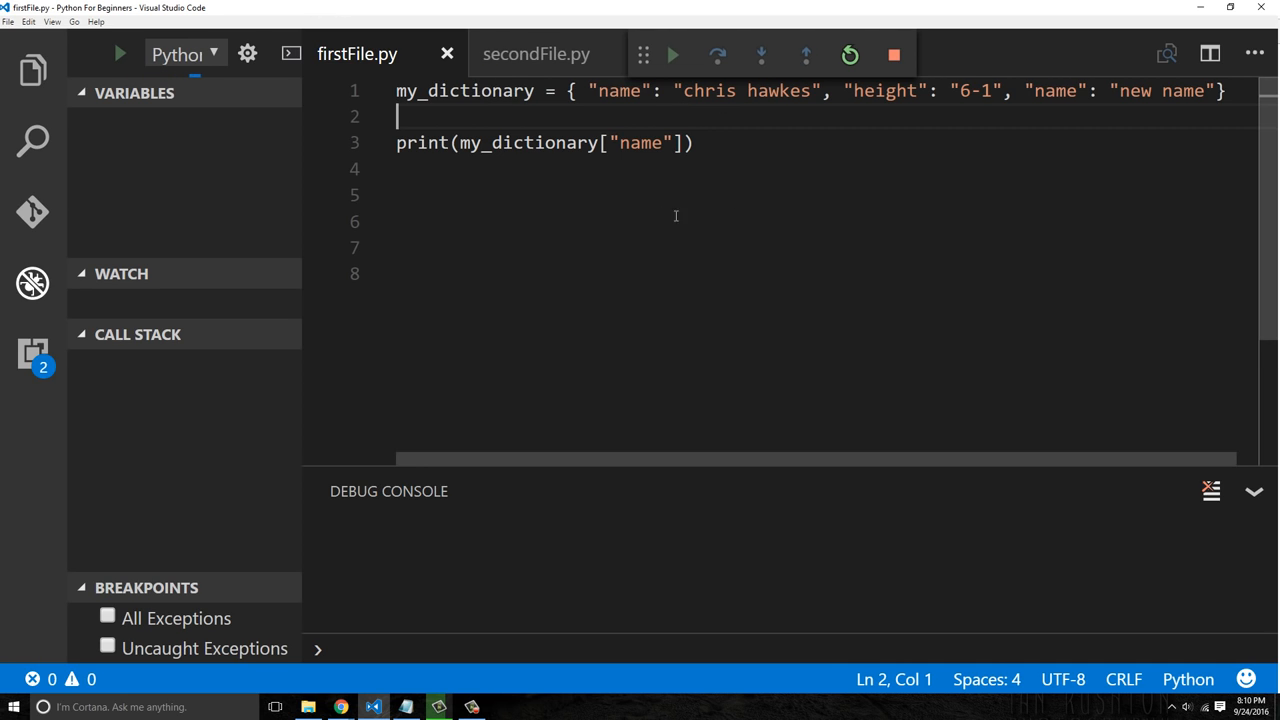 firstFile.py - Python For Beginners - Visual Studio Code
File Edit View Go Help
Pythor
firstFile.py
secondFile.py
VARIABLES
WATCH
CALL STACK
BREAKPOINTS
All Exceptions
Uncaught Exceptions
2
1 my_dictionary = { "name": "chris hawkes", "height": "6-1", "name": "new name"}
2
3 print(my_dictionary["name"])
4
5
6
7
8
DEBUG CONSOLE
0 0
Ln 2, Col 1 Spaces: 4 UTF-8 CRLF Python
I'm Cortana. Ask me anything.
8:10 PM
9/24/2016